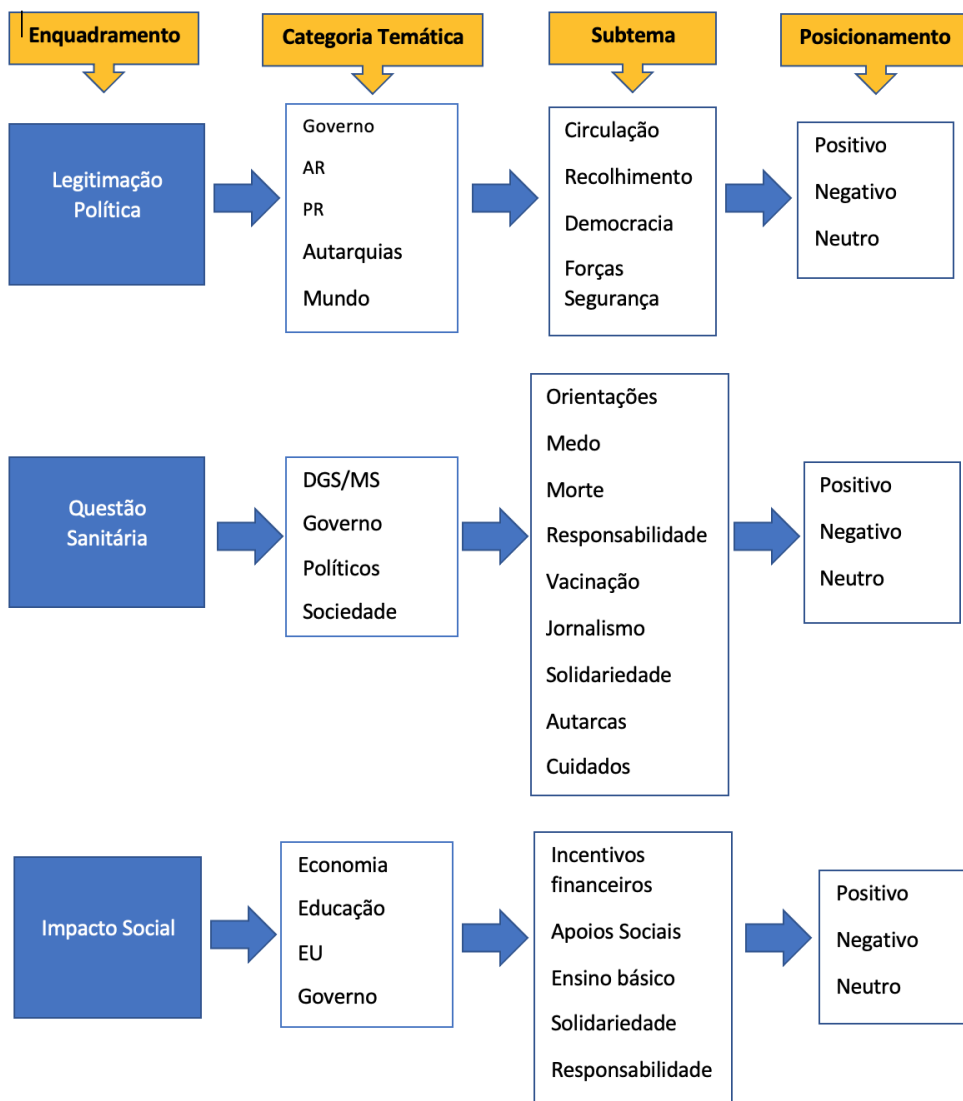 Enquadramento
Categoria Temática
Subtema
Posicionamento
Legitimação
Política
Governo
AR
PR
Autarquias
Mundo
Circulação
Recolhimento
Democracia
Forças
Segurança
Positivo
Negativo
Neutro
Questão
Sanitária
DGS/MS
Governo
Políticos
Sociedade
Orientações
Medo
Morte
Responsabilidade
Vacinação
Jornalismo
Solidariedade
Autarcas
Cuidados
Positivo
Negativo
Neutro
Impacto Social
Economia
Educação
EU
Governo
Incentivos
financeiros
Apoios Sociais
Ensino básico
Solidariedade
Responsabilidade
Positivo
Negativo
Neutro